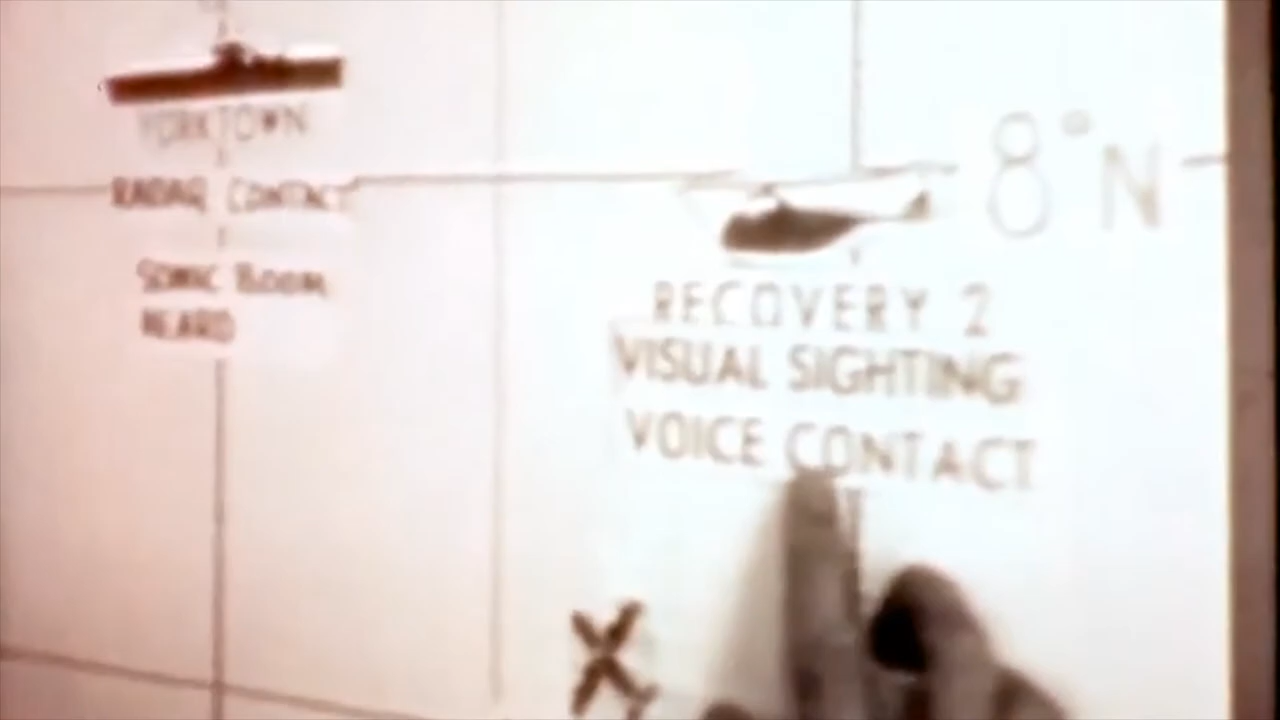 YORKTOWN
RADAR CONTACT
SONIC BOOM
HEARD
8°N
RECOVERY 2
VISUAL SIGHTING
VOICE CONTACT
X